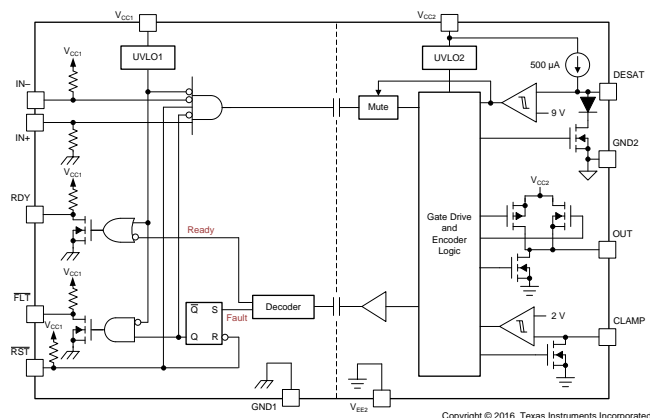 VCC1
VCC2
VCC1
UVLO1
UVLO2
500 µA
DESAT
IN–
Mute
9 V
IN+
GND2
VCC1
RDY
VCC2
Ready
Gate Drive
and
Encoder
Logic
OUT
VCC1
FLT
Q S
Fault
Decoder
2 V
VCC1
Q R
CLAMP
RST
GND1
VEE2
Copyright © 2016, Texas Instruments Incorporated